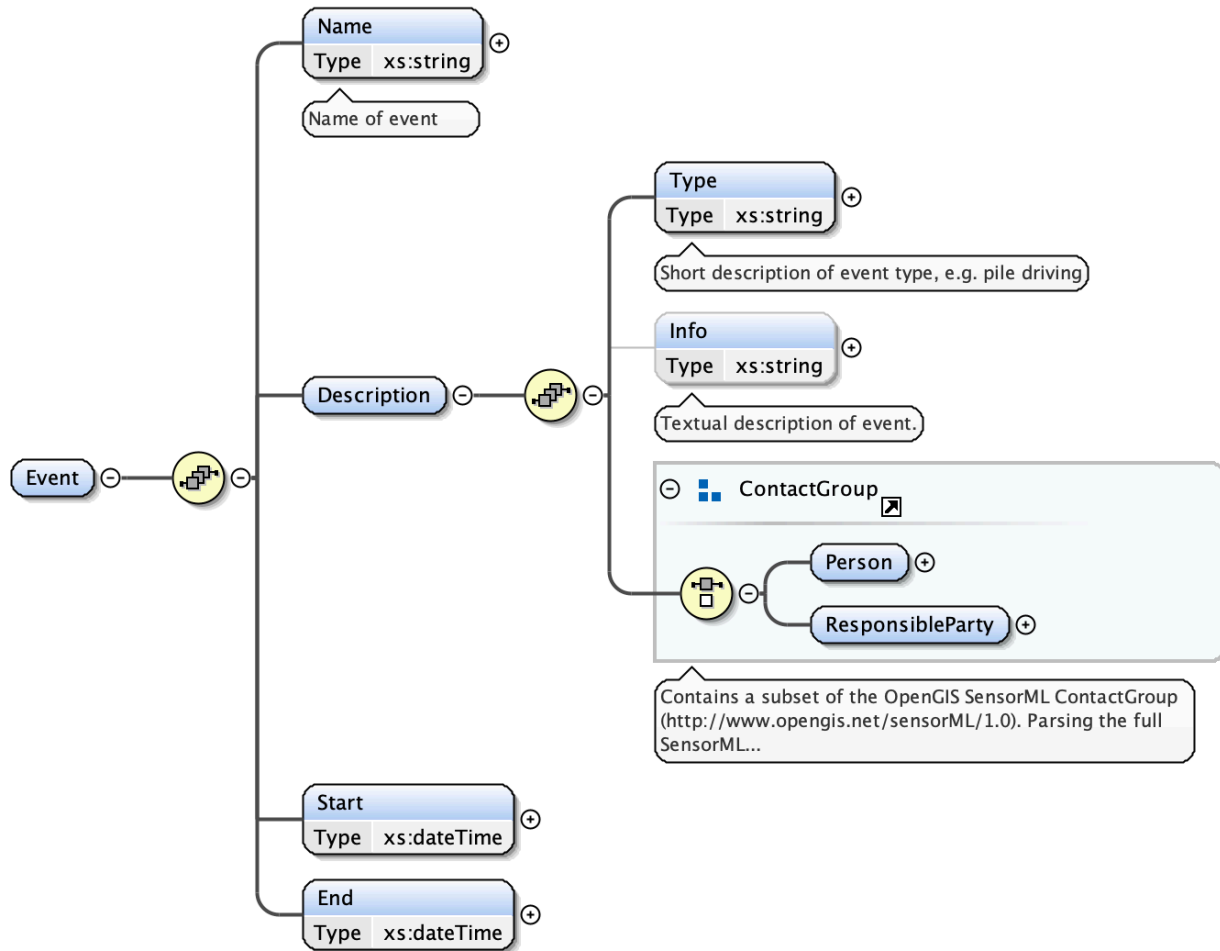 Name
Type xs:string
Name of event
Type
Type xs:string
Short description of event type, e.g. pile driving
Info
Type xs:string
Textual description of event.
Description
Event
ContactGroup
Person
ResponsibleParty
Contains a subset of the OpenGIS SensorML ContactGroup
(http://www.opengis.net/sensorML/1.0). Parsing the full
SensorML...
Start
Type xs:dateTime
End
Type xs:dateTime